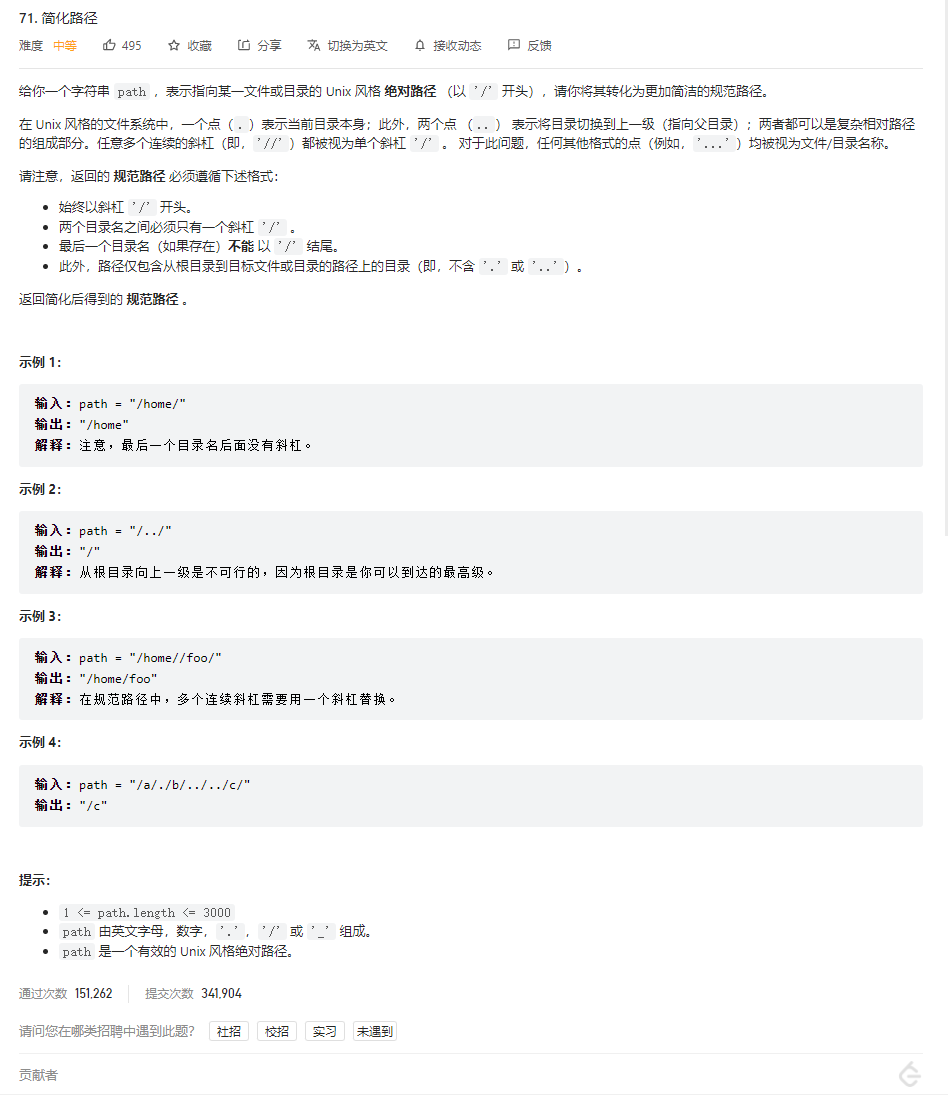 71. 简化路径
难度 中等 495 收藏 分享 切换为英文 接收动态 反馈
给你一个字符串 path ，表示指向某一文件或目录的 Unix 风格 绝对路径 （以 '/' 开头），请你将其转化为更加简洁的规范路径。
在 Unix 风格的文件系统中，一个点（.）表示当前目录本身；此外，两个点 （..） 表示将目录切换到上一级（指向父目录）；两者都可以是复杂相对路径
的组成部分。任意多个连续的斜杠（即，'//'）都被视为单个斜杠 '/' 。 对于此问题，任何其他格式的点（例如，'...'）均被视为文件/目录名称。
请注意，返回的 规范路径 必须遵循下述格式：
• 始终以斜杠 '/' 开头。
• 两个目录名之间必须只有一个斜杠 '/' 。
• 最后一个目录名（如果存在）不能 以 '/' 结尾。
• 此外，路径仅包含从根目录到目标文件或目录的路径上的目录（即，不含 '.' 或 '..'）。
返回简化后得到的 规范路径 。
示例 1：
输入：path = "/home/"
输出："/home"
解释：注意，最后一个目录名后面没有斜杠。
示例 2：
输入：path = "/../"
输出："/"
解释：从根目录向上一级是不可行的，因为根目录是你可以到达的最高级。
示例 3：
输入：path = "/home//foo/"
输出："/home/foo"
解释：在规范路径中，多个连续斜杠需要用一个斜杠替换。
示例 4：
输入：path = "/a/./b/../../c/"
输出："/c"
提示：
• 1 <= path.length <= 3000
• path 由英文字母，数字，'.'，'/' 或 '_' 组成。
• path 是一个有效的 Unix 风格绝对路径。
通过次数 151,262 提交次数 341,904
请问您在哪类招聘中遇到此题？ 社招 校招 实习 未遇到
贡献者